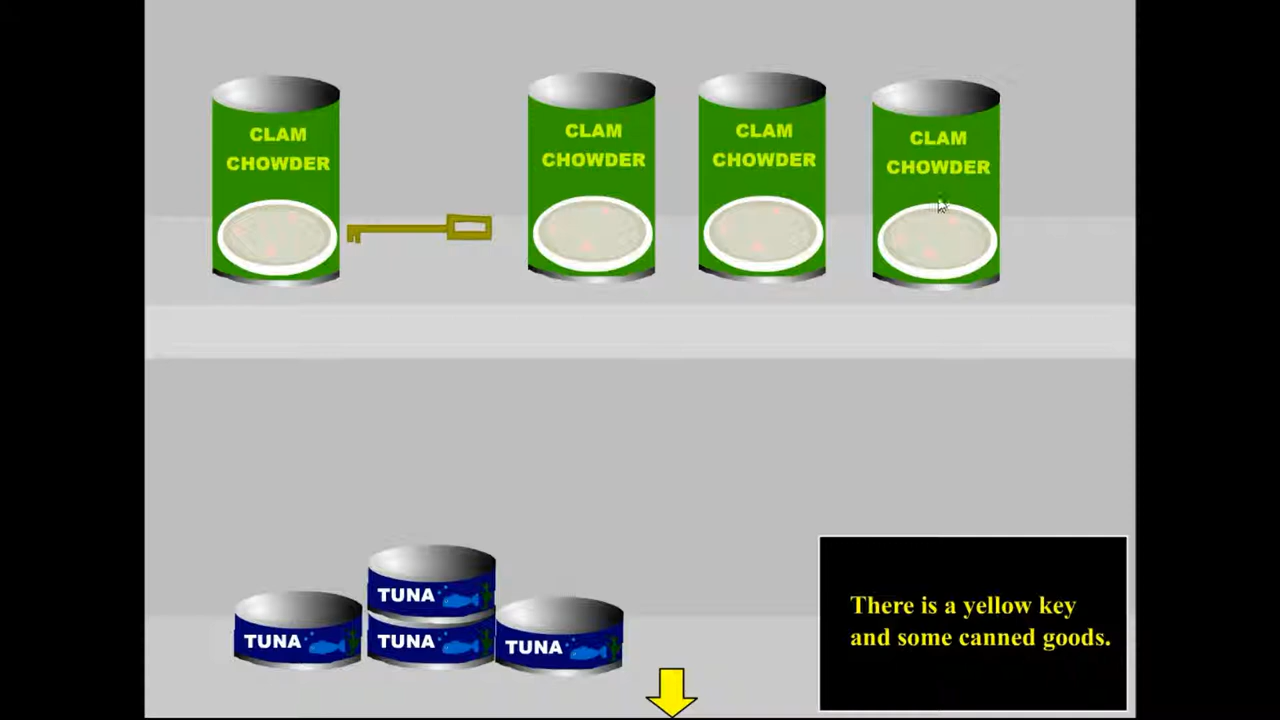 CLAM
CHOWDER
CLAM
CHOWDER
CLAM
CHOWDER
CLAM
CHOWDER
TUNA
TUNA
TUNA
TUNA
There is a yellow key
and some canned goods.